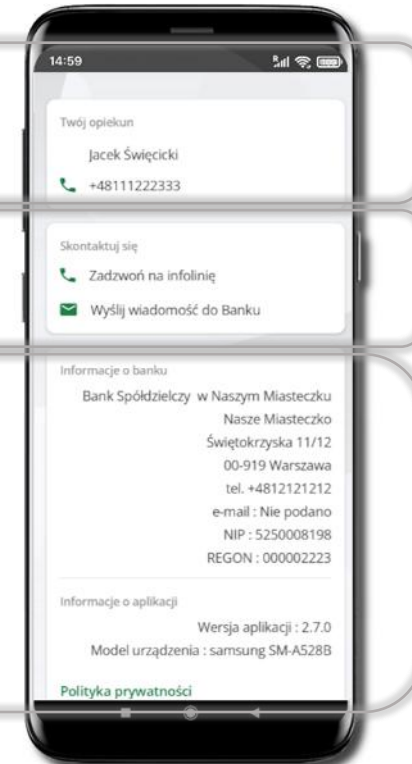 14:59
Twój opiekun
Jacek Święcicki
+48111222333
Skontaktuj się
Zadzwoń na infolinię
Wyślij wiadomość do Banku
Informacje o banku
Bank Spółdzielczy w Naszym Miasteczku
Nasze Miasteczko
Świętokrzyska 11/12
00-919 Warszawa
tel. +4812121212
e-mail : Nie podano
NIP : 5250008198
REGON : 000002223
Informacje o aplikacji
Wersja aplikacji : 2.7.0
Model urządzenia : samsung SM-A528B
Polityka prywatności